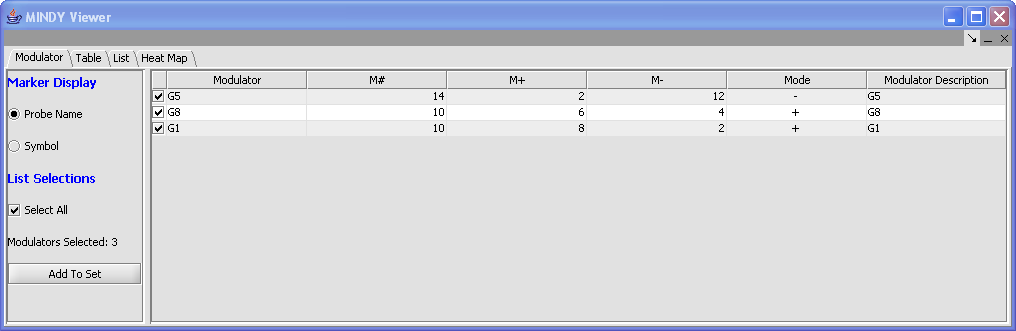 MINDY Viewer
Modulator Table List Heat Map
Marker Display
Probe Name
Symbol
List Selections
Select All
Modulators Selected: 3
Add To Set
Modulator M# M+ M- Mode Modulator Description
G5 14 2 12 - G5
G8 10 6 4 + G8
G1 10 8 2 + G1